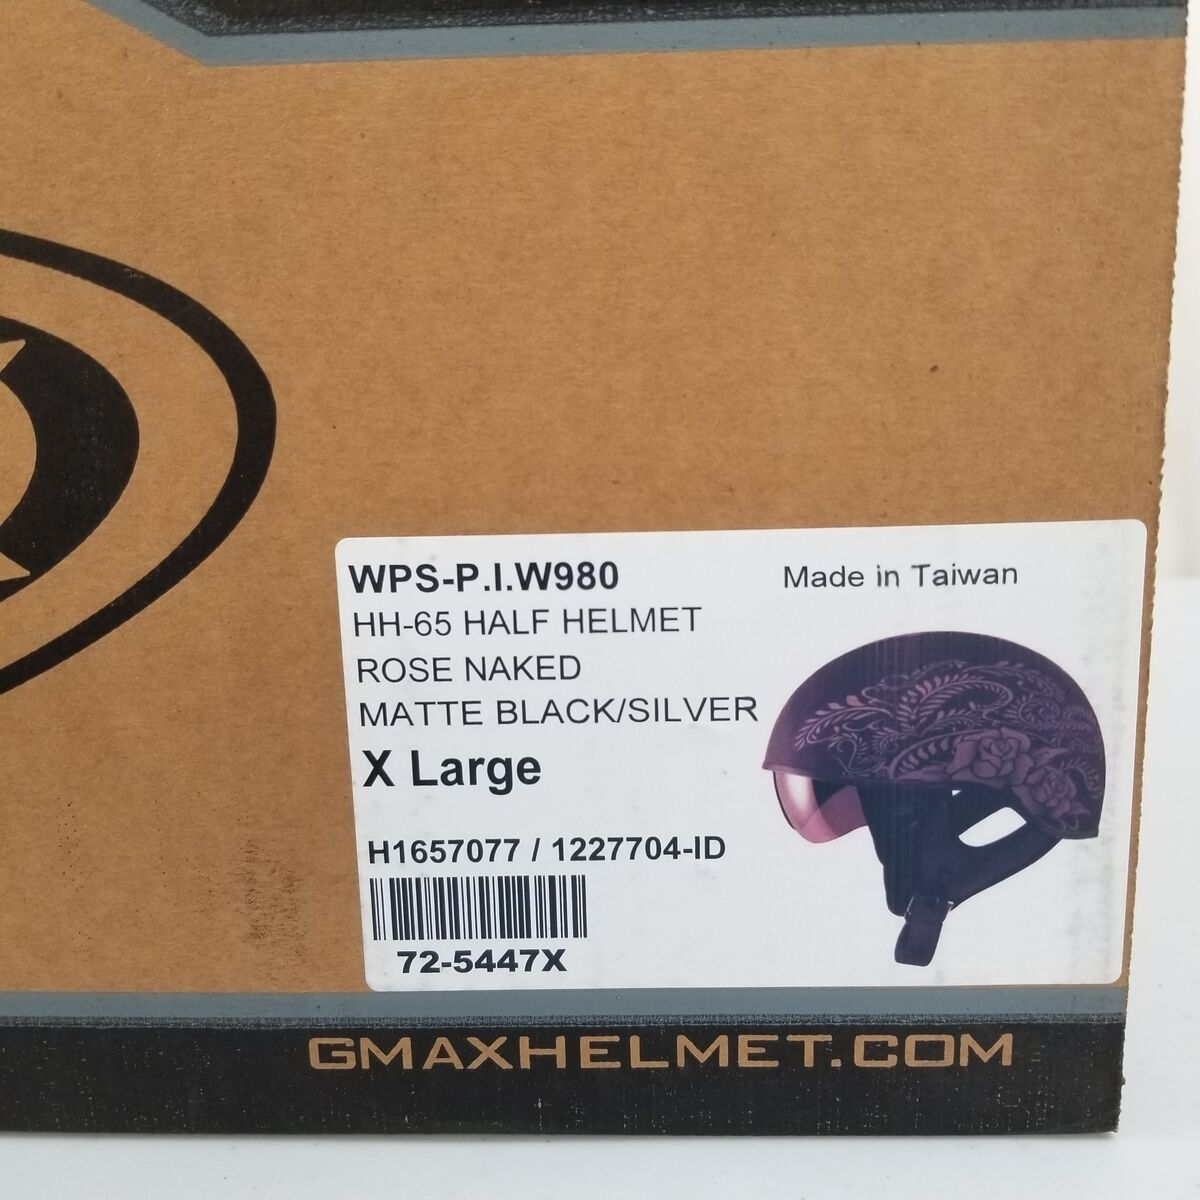 WPS-P.I.W980
Made in Taiwan
HH-65 HALF HELMET
ROSE NAKED
MATTE BLACK/SILVER
X Large
H1657077 / 1227704-ID
72-5447X
GMAXHELMET.COM